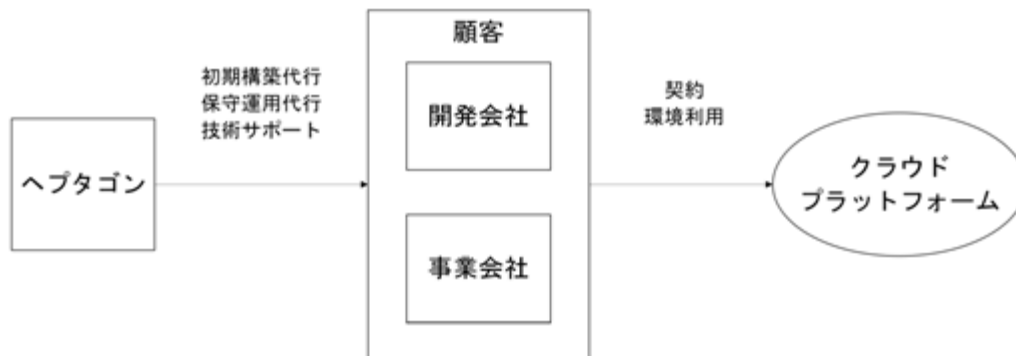 顧客
初期構築代行
保守運用代行
技術サポート
ヘプタゴン
開発会社
事業会社
契約
環境利用
クラウド
プラットフォーム